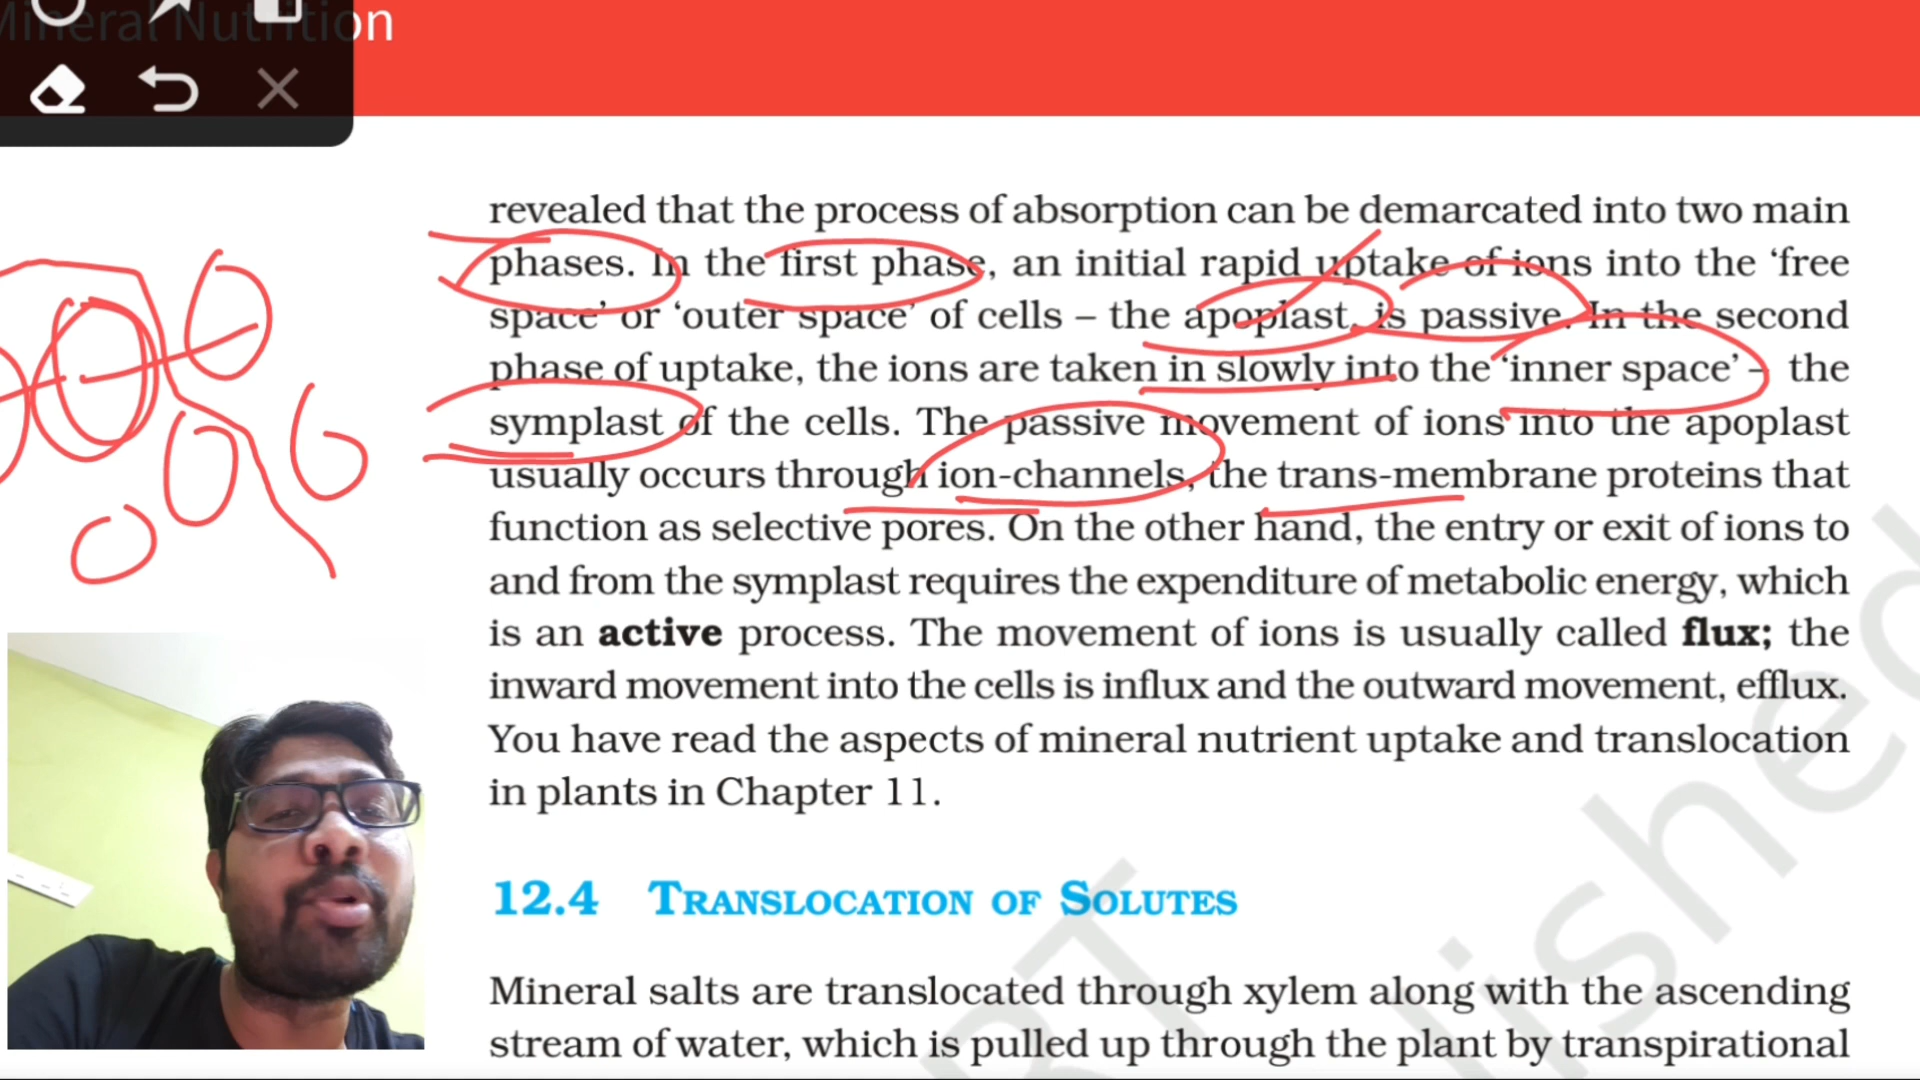 Mineral Nutrition
revealed that the process of absorption can be demarcated into two main
phases. In the first phase, an initial rapid uptake of ions into the ‘free
space’ or ‘outer space’ of cells – the apoplast, is passive. In the second
phase of uptake, the ions are taken in slowly into the ‘inner space’ – the
symplast of the cells. The passive movement of ions into the apoplast
usually occurs through ion-channels, the trans-membrane proteins that
function as selective pores. On the other hand, the entry or exit of ions to
and from the symplast requires the expenditure of metabolic energy, which
is an active process. The movement of ions is usually called flux; the
inward movement into the cells is influx and the outward movement, efflux.
You have read the aspects of mineral nutrient uptake and translocation
in plants in Chapter 11.
12.4 TRANSLOCATION OF SOLUTES
Mineral salts are translocated through xylem along with the ascending
stream of water, which is pulled up through the plant by transpirational